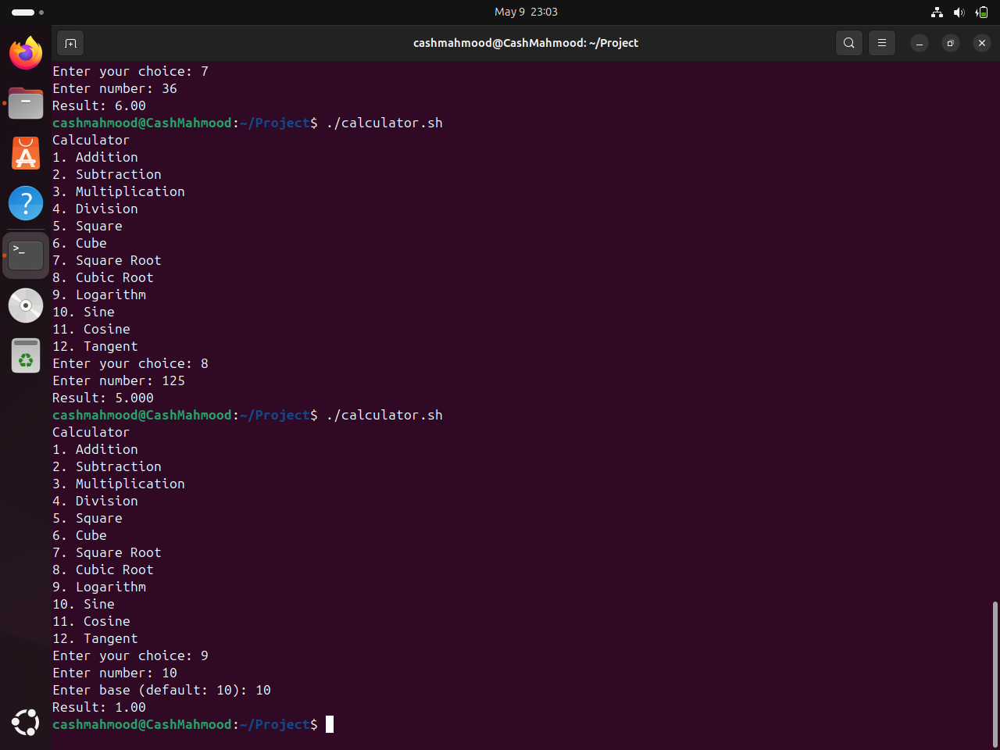 May 9 23:03
cashmahmood@CashMahmood: ~/Project
Enter your choice: 7
Enter number: 36
Result: 6.00
cashmahmood@CashMahmood:~/Project$ ./calculator.sh
Calculator
1. Addition
2. Subtraction
3. Multiplication
4. Division
5. Square
6. Cube
7. Square Root
8. Cubic Root
9. Logarithm
10. Sine
11. Cosine
12. Tangent
Enter your choice: 8
Enter number: 125
Result: 5.000
cashmahmood@CashMahmood:~/Project$ ./calculator.sh
Calculator
1. Addition
2. Subtraction
3. Multiplication
4. Division
5. Square
6. Cube
7. Square Root
8. Cubic Root
9. Logarithm
10. Sine
11. Cosine
12. Tangent
Enter your choice: 9
Enter number: 10
Enter base (default: 10): 10
Result: 1.00
cashmahmood@CashMahmood:~/Project$